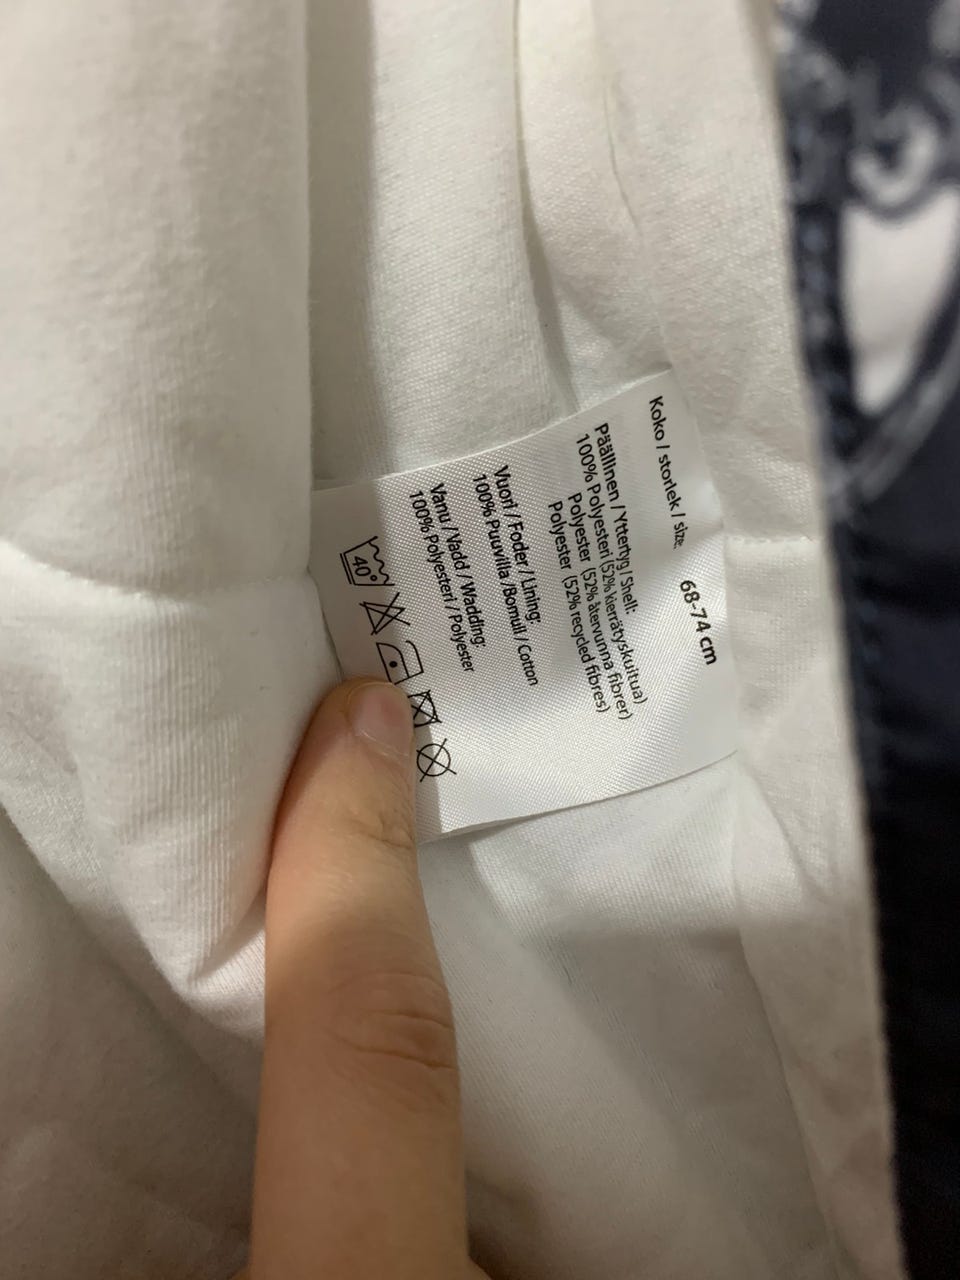 Koko / storlek / size:
68-74 cm
Päällinen / Yttertyg / Shell:
100% Polyesteri (52% kierrätyskuitua)
Polyester (52% återvunna fibrer)
Polyester (52% recycled fibres)
Vuori / Foder / Lining:
100% Puuvilla /Bomull / Cotton
Vanu / Vadd / Wadding:
100% Polyesteri / Polyester
40°